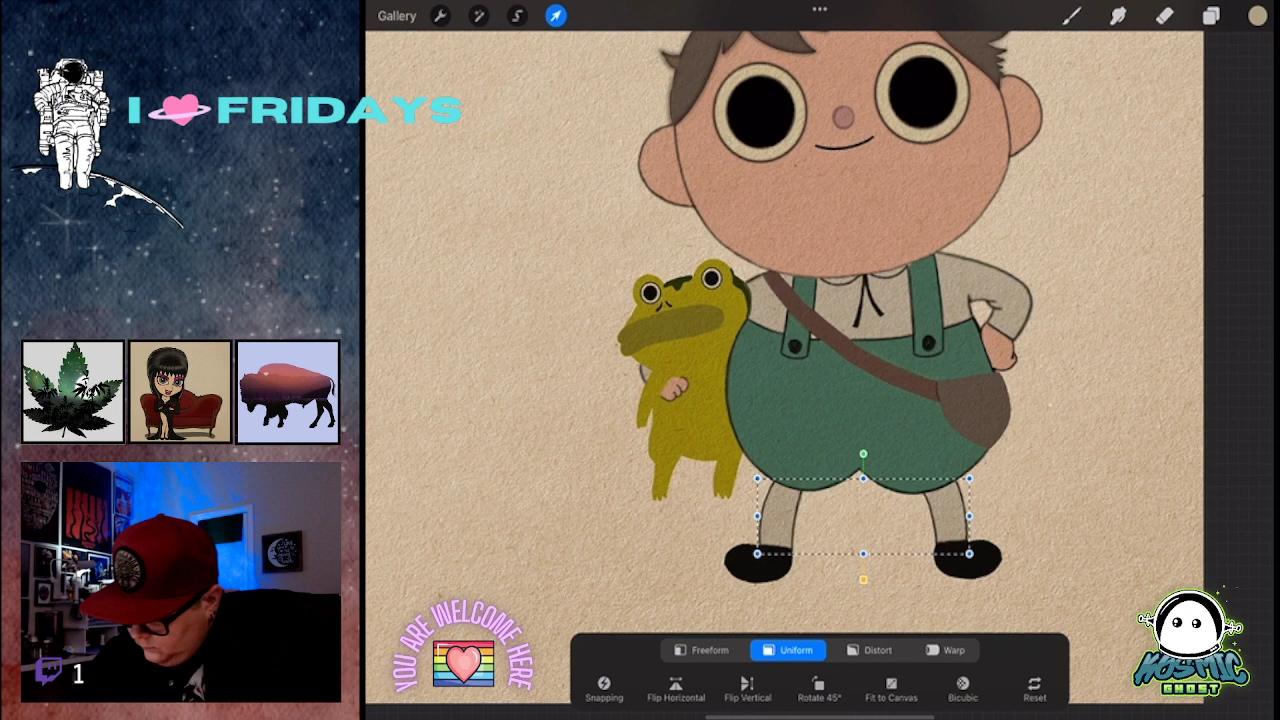 Gallery
I FRIDAYS
1
YOU ARE WELCOME HERE
Freeform Uniform Distort Warp
Snapping Flip Horizontal Flip Vertical Rotate 45° Fit to Canvas Bicubic Reset
KOSMIC
GHOST